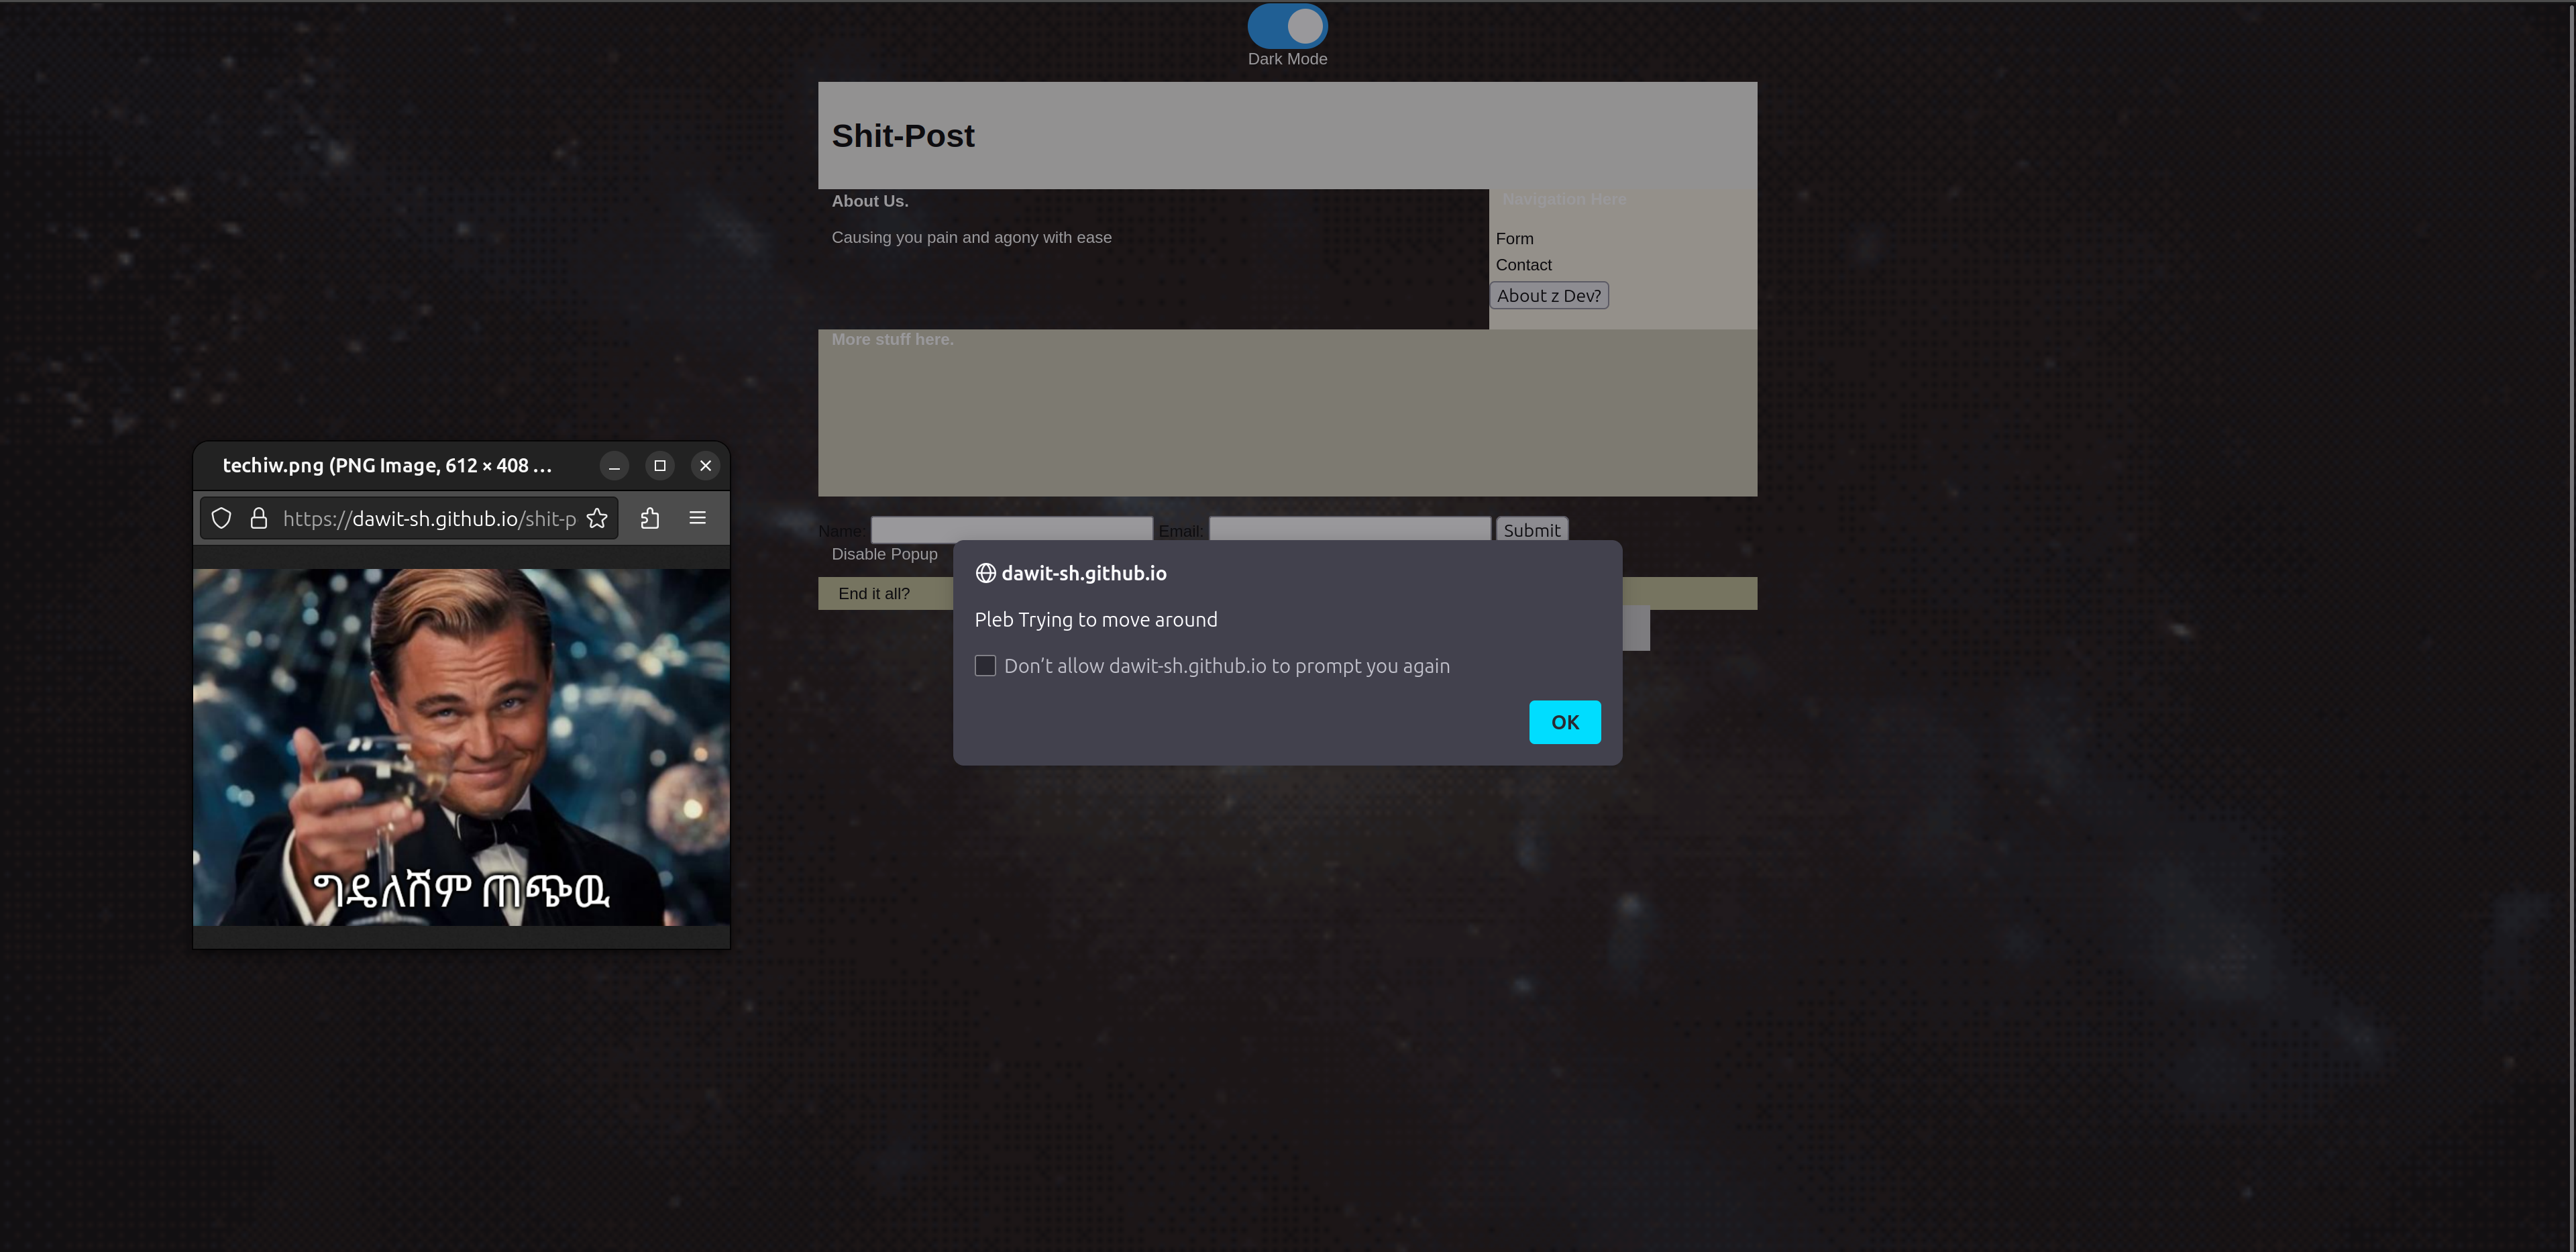 Dark Mode
Shit-Post
About Us.
Navigation Here
Causing you pain and agony with ease
Form
Contact
About z Dev?
More stuff here.
techiw.png (PNG Image, 612 × 408 …
https://dawit-sh.github.io/shit-p
ግዴለሽም ጠጭዉ
Name:
Email:
Submit
Disable Popup
End it all?
dawit-sh.github.io
Pleb Trying to move around
Don’t allow dawit-sh.github.io to prompt you again
OK